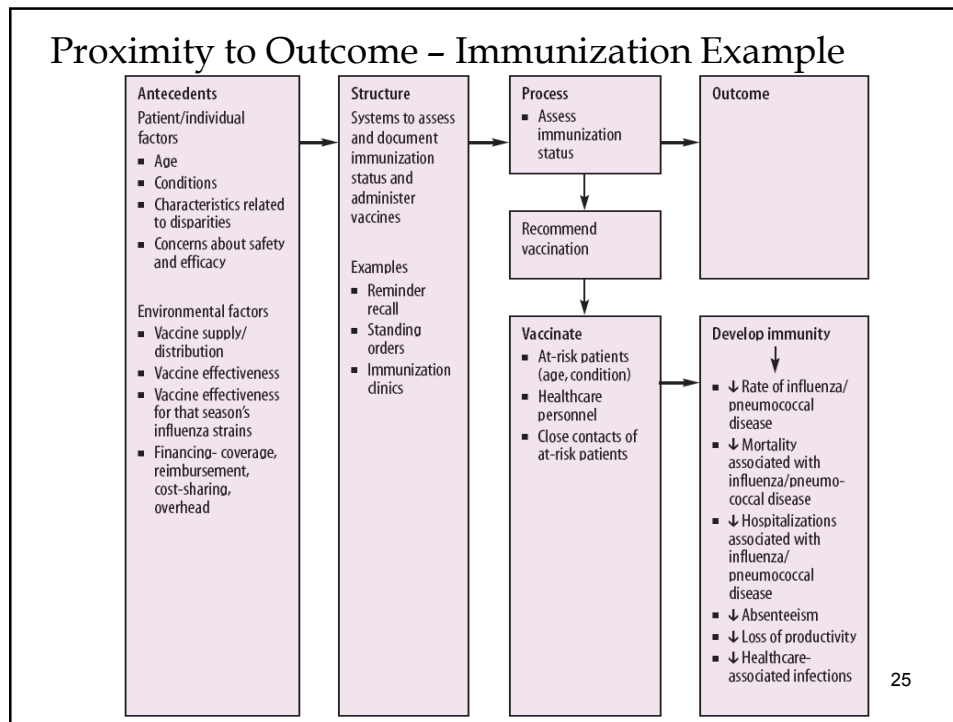 Proximity to Outcome – Immunization Example
Antecedents
Patient/individual
factors
■ Age
■ Conditions
■ Characteristics related
to disparities
■ Concerns about safety
and efficacy
Environmental factors
■ Vaccine supply/
distribution
■ Vaccine effectiveness
■ Vaccine effectiveness
for that season's
influenza strains
■ Financing- coverage,
reimbursement,
cost-sharing,
overhead
Structure
Systems to assess
and document
immunization
status and
administer
vaccines
Examples
■ Reminder
recall
■ Standing
orders
■ Immunization
clinics
Process
■ Assess
immunization
status
Recommend
vaccination
Vaccinate
■ At-risk patients
(age, condition)
■ Healthcare
personnel
■ Close contacts of
at-risk patients
Outcome
Develop immunity
■ ↓ Rate of influenza/
pneumococcal
disease
■ ↓ Mortality
associated with
influenza/pneumo-
coccal disease
■ ↓ Hospitalizations
associated with
influenza/
pneumococcal
disease
■ ↓ Absenteeism
■ ↓ Loss of productivity
■ ↓ Healthcare-
associated infections
25